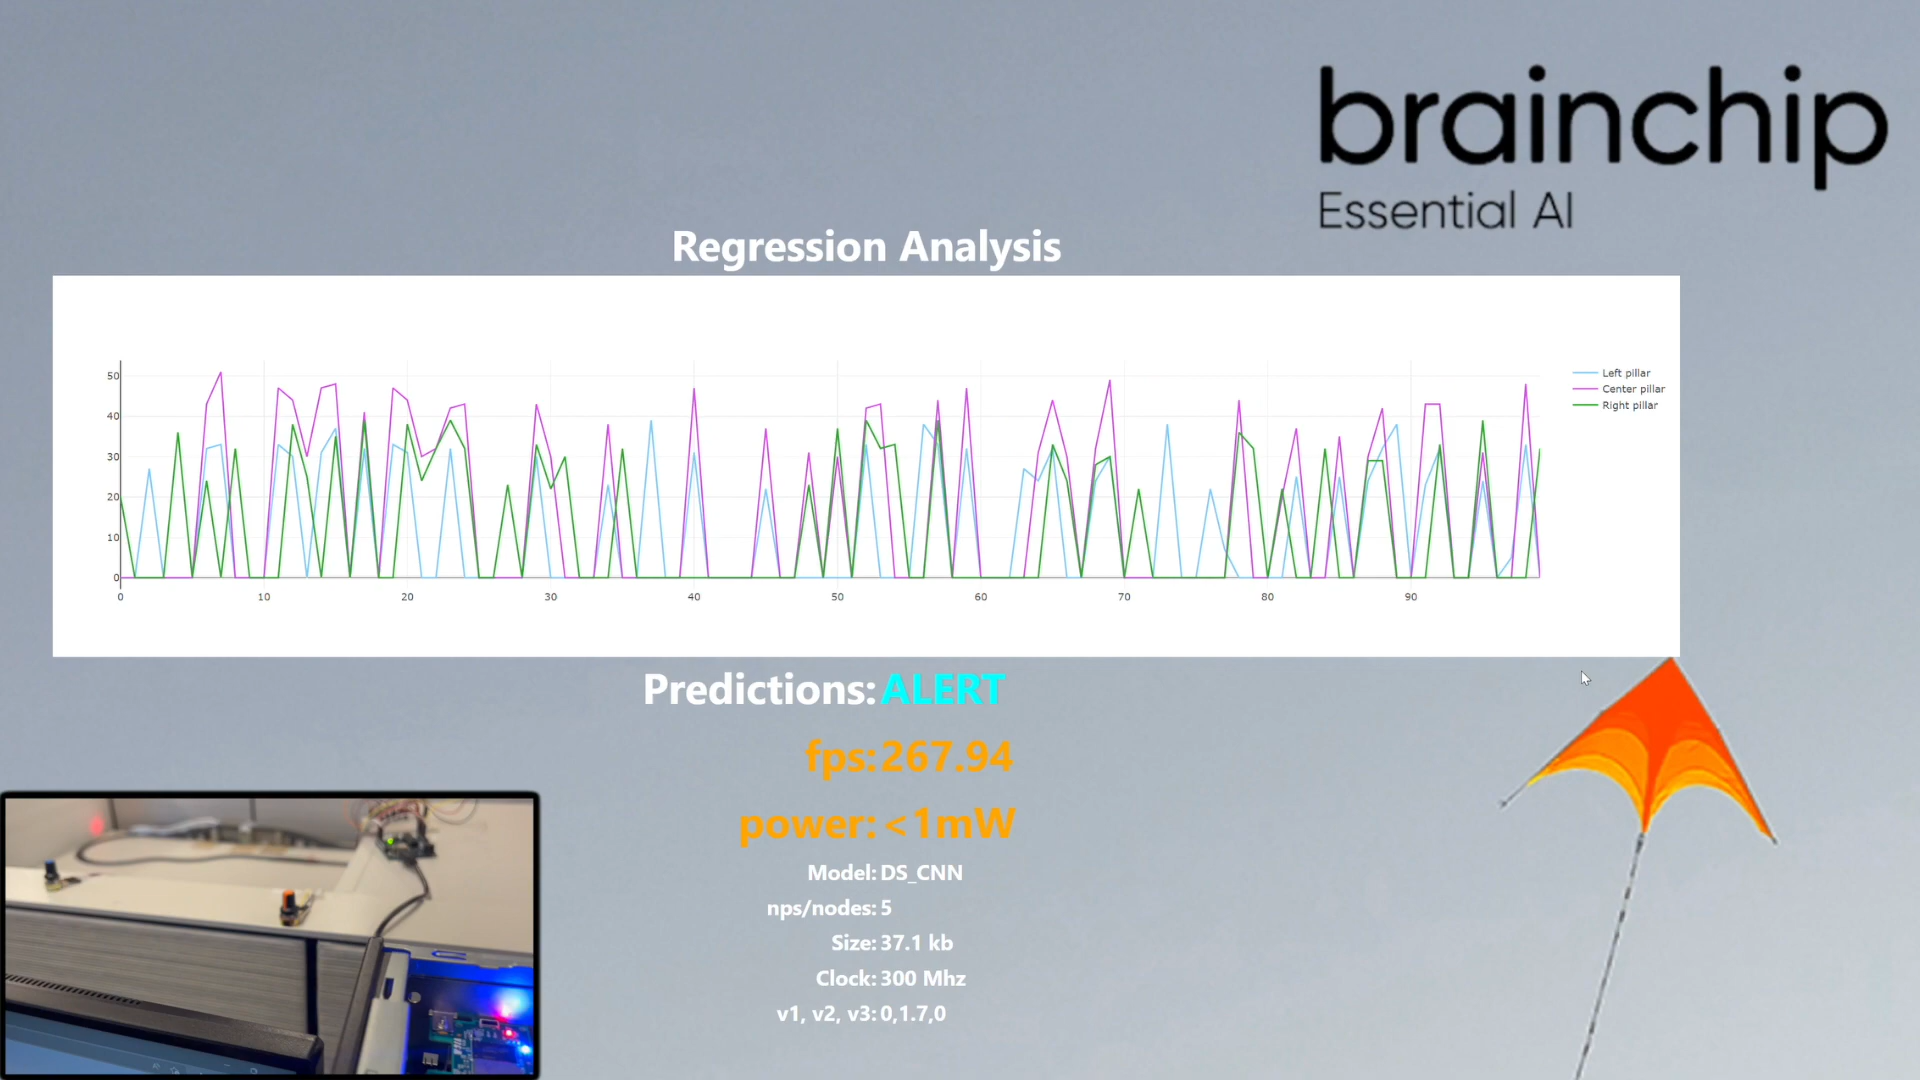 brainchip
Essential AI
Regression Analysis
50
40
30
20
10
0
0 10 20 30 40 50 60 70 80 90
Left pillar
Center pillar
Right pillar
Predictions: ALERT
fps: 267.94
power: <1mW
Model: DS_CNN
nps/nodes: 5
Size: 37.1 kb
Clock: 300 Mhz
v1, v2, v3: 0,1.7,0